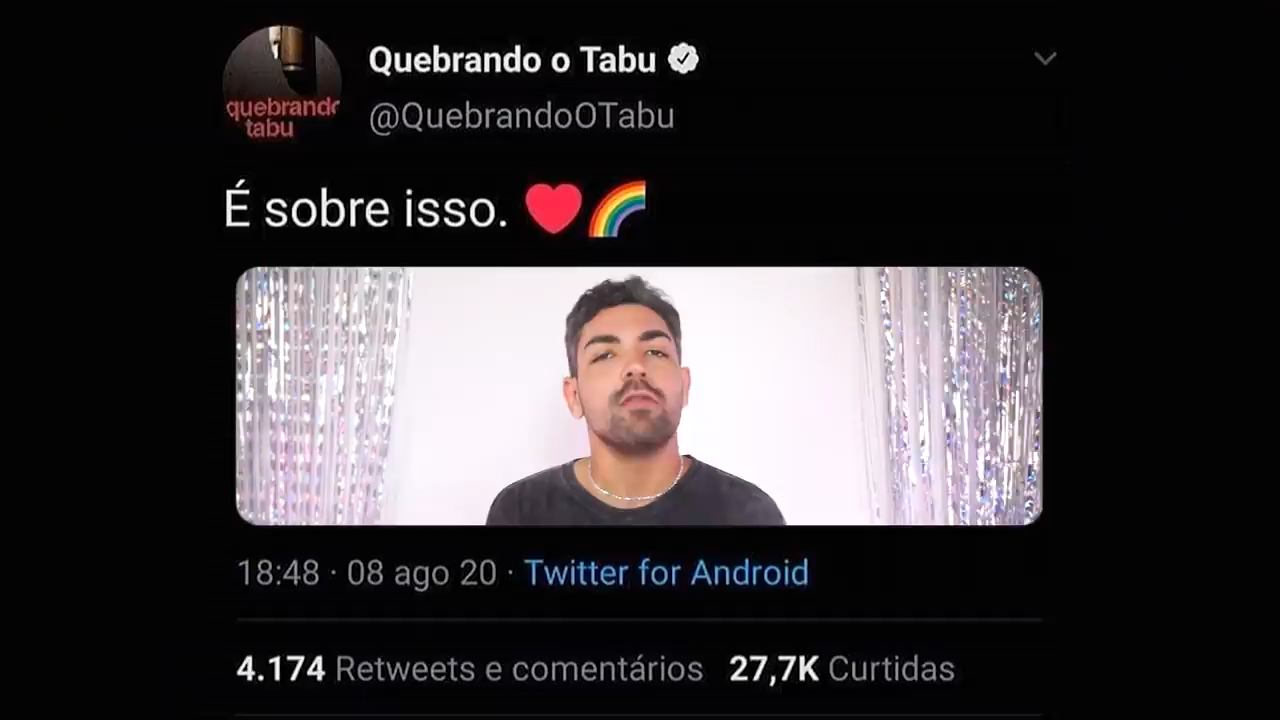 Quebrando o Tabu
quebrando
tabu
@QuebrandoOTabu
É sobre isso. ❤️🌈
18:48 · 08 ago 20 · Twitter for Android
4.174 Retweets e comentários 27,7K Curtidas